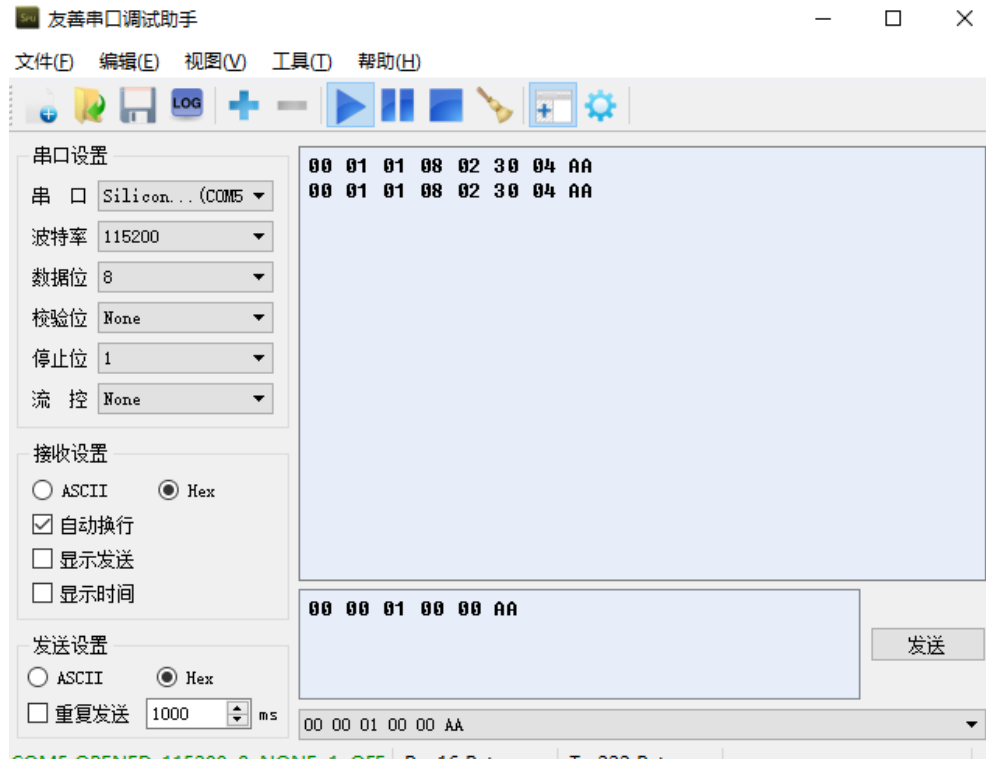 友善串口调试助手
文件(F) 编辑(E) 视图(V) 工具(T) 帮助(H)
LOG
串口设置
串 口 Silicon...(COM5
波特率 115200
数据位 8
校验位 None
停止位 1
流 控 None
接收设置
ASCII Hex
自动换行
显示发送
显示时间
发送设置
ASCII Hex
重复发送 1000 ms
00 01 01 08 02 30 04 AA
00 01 01 08 02 30 04 AA
00 00 01 00 00 AA
发送
00 00 01 00 00 AA